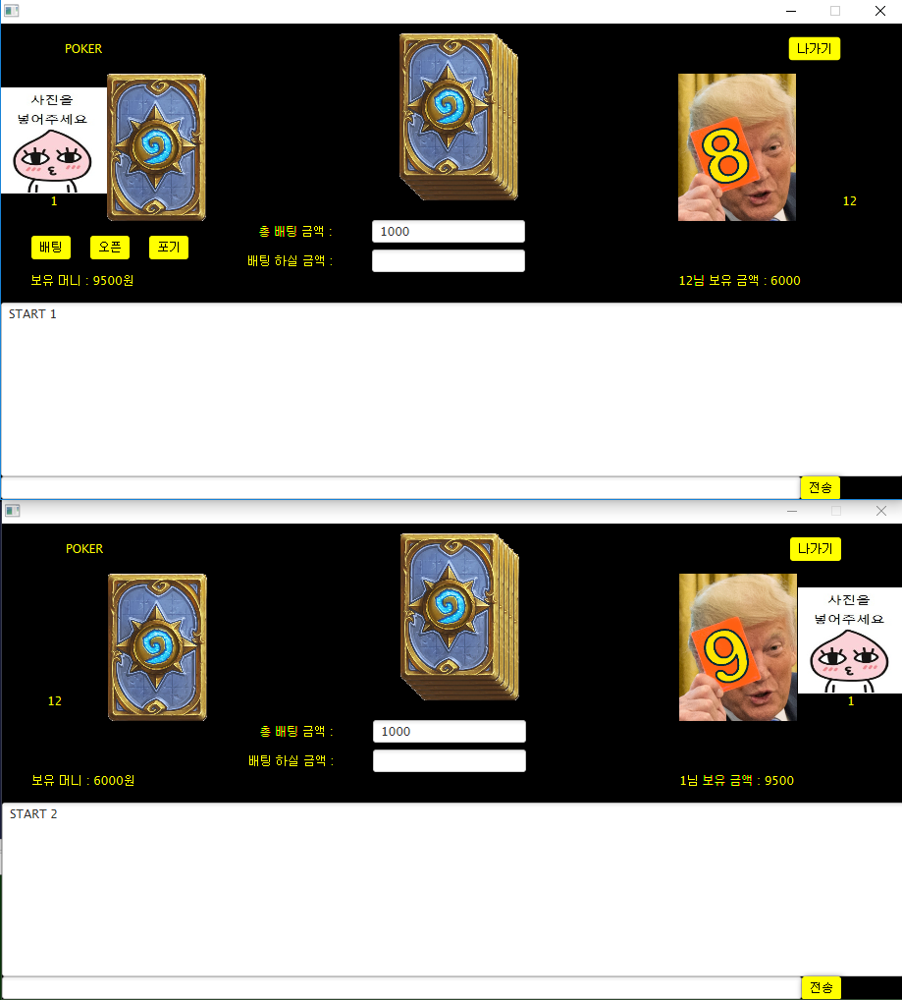 POKER
나가기
사진을
넣어주세요
8
1
12
총 배팅 금액 :
1000
배팅
오픈
포기
배팅 하실 금액 :
보유 머니 : 9500원
12님 보유 금액 : 6000
START 1
전송
POKER
나가기
사진을
넣어주세요
9
12
1
총 배팅 금액 :
1000
배팅 하실 금액 :
보유 머니 : 6000원
1님 보유 금액 : 9500
START 2
전송